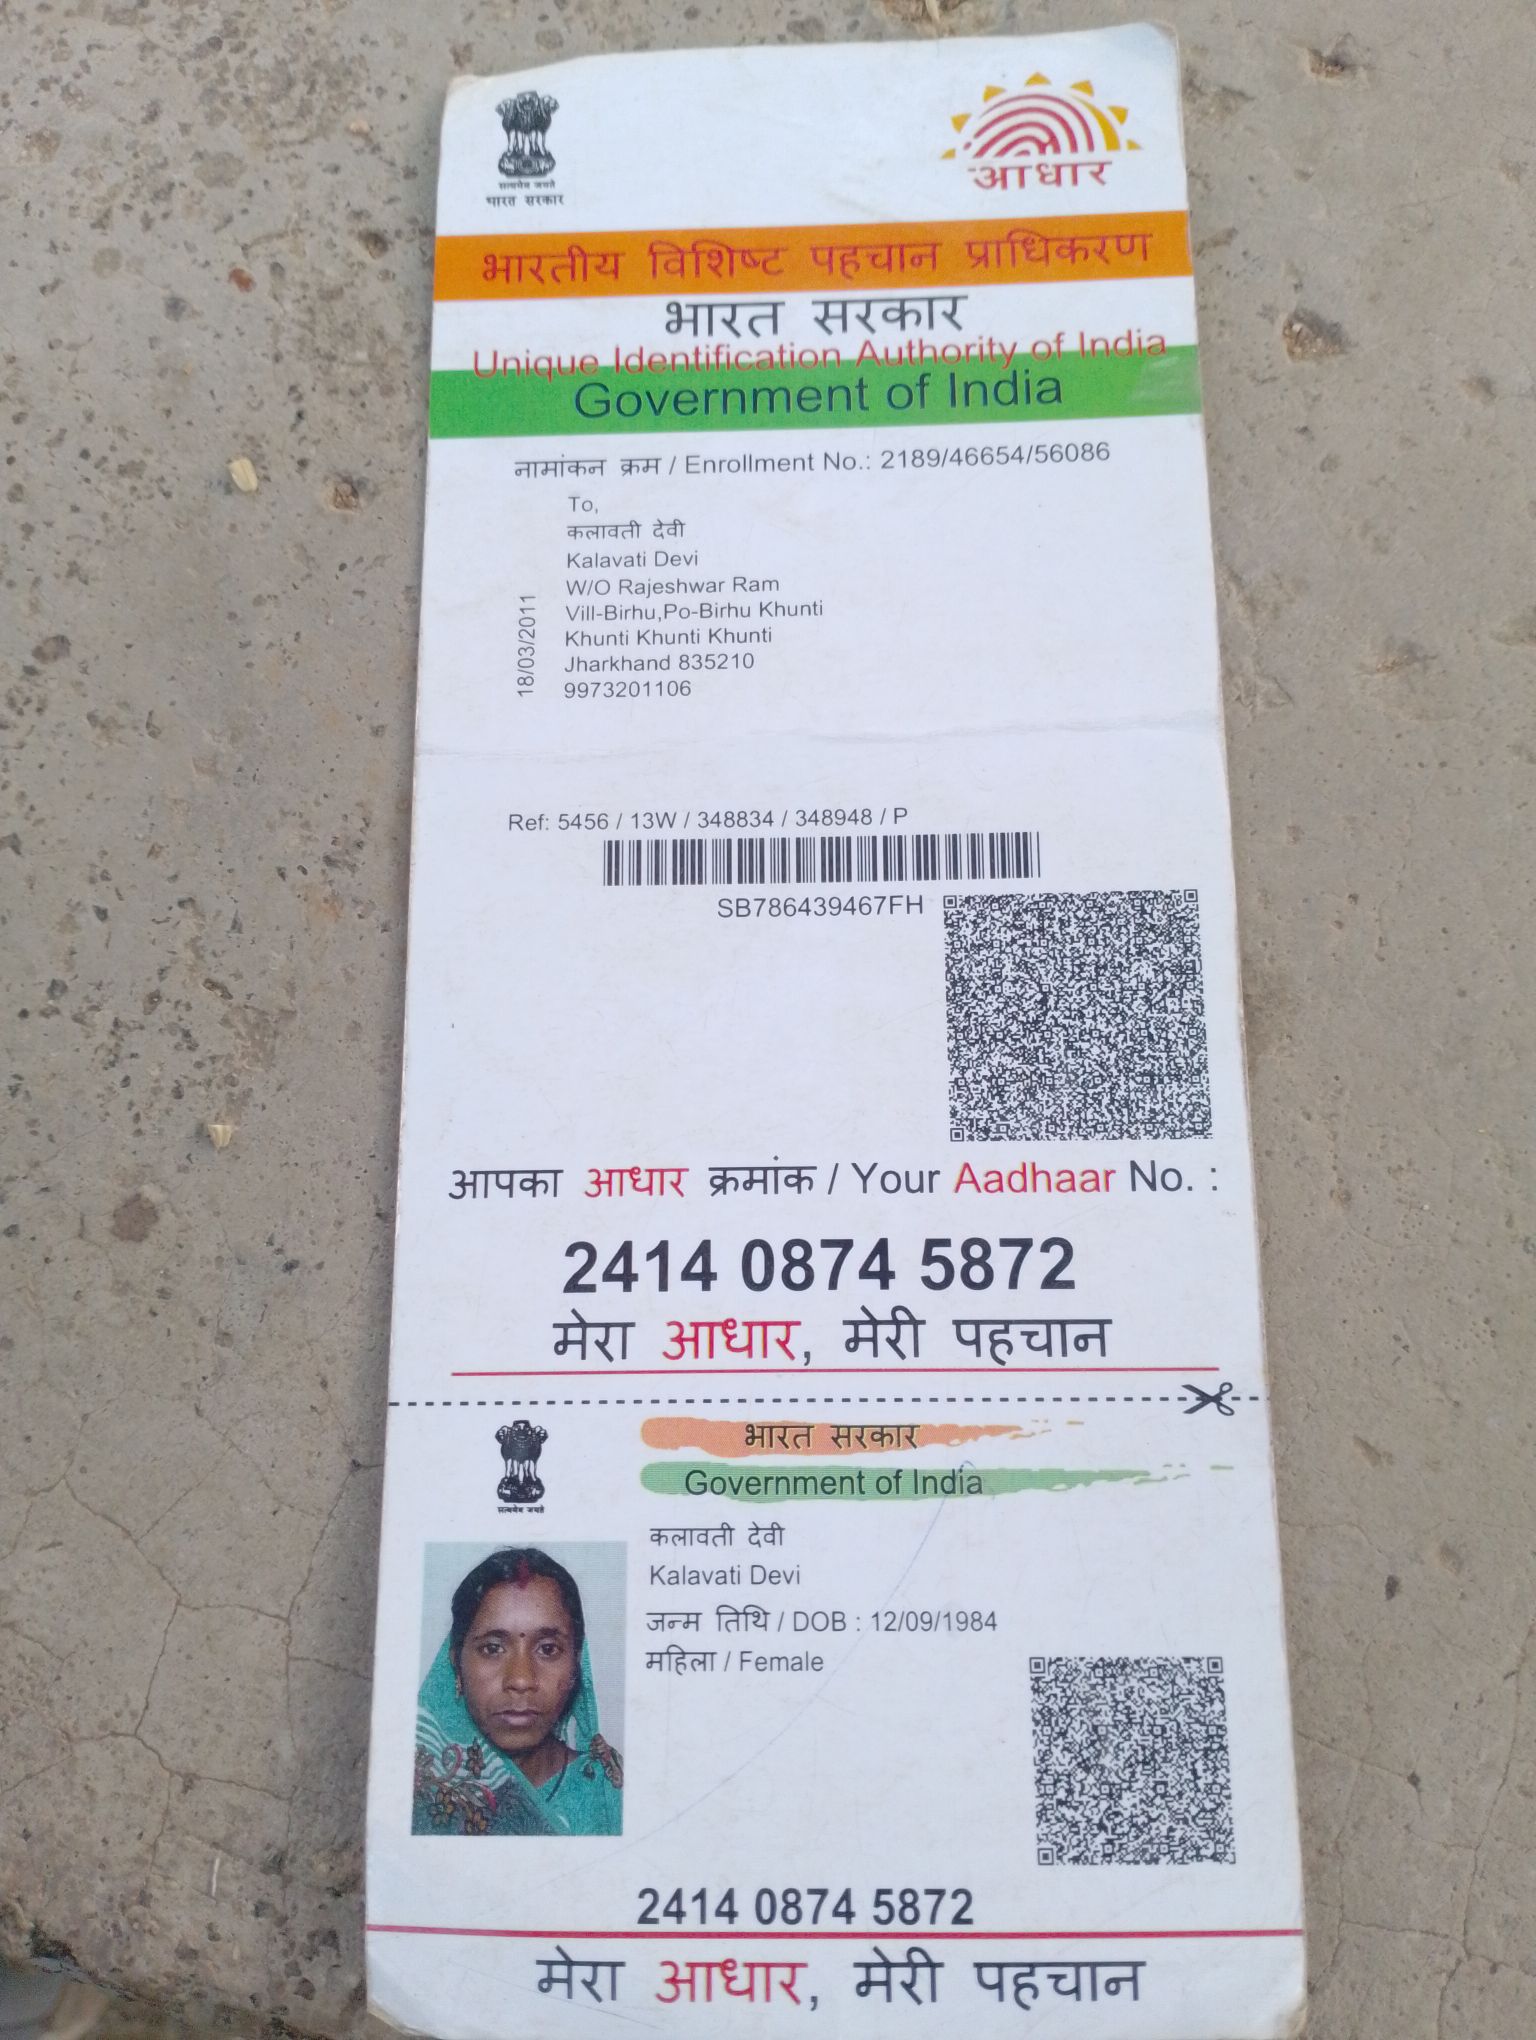 सत्यमेव जयते
भारत सरकार
आधार
भारतीय विशिष्ट पहचान प्राधिकरण
भारत सरकार
Unique Identification Authority of India
Government of India
नामांकन क्रम / Enrollment No.: 2189/46654/56086
To,
कलावती देवी
Kalavati Devi
W/O Rajeshwar Ram
Vill-Birhu,Po-Birhu Khunti
Khunti Khunti Khunti
Jharkhand 835210
9973201106
18/03/2011
Ref: 5456 / 13W / 348834 / 348948 / P
SB786439467FH
आपका आधार क्रमांक / Your Aadhaar No. :
2414 0874 5872
मेरा आधार, मेरी पहचान
सत्यमेव जयते
भारत सरकार
Government of India
कलावती देवी
Kalavati Devi
जन्म तिथि / DOB : 12/09/1984
महिला / Female
2414 0874 5872
मेरा आधार, मेरी पहचान